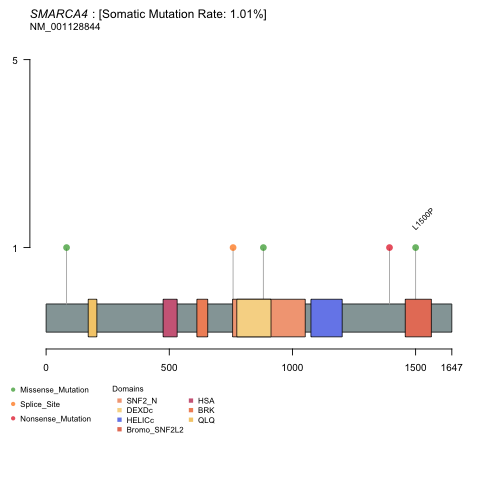 SMARCA4 : [Somatic Mutation Rate: 1.01%]
NM_001128844
5
1
L1500P
0 500 1000 1500 1647
Missense_Mutation
Splice_Site
Nonsense_Mutation
Domains
SNF2_N
DEXDc
HELICc
Bromo_SNF2L2
HSA
BRK
QLQ